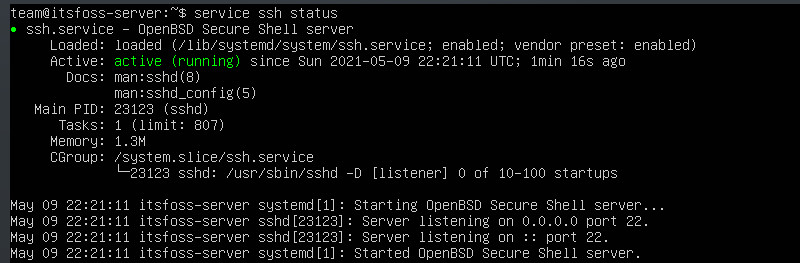 team@itsfoss-server:~$ service ssh status
● ssh.service - OpenBSD Secure Shell server
Loaded: loaded (/lib/systemd/system/ssh.service; enabled; vendor preset: enabled)
Active: active (running) since Sun 2021-05-09 22:21:11 UTC; 1min 16s ago
Docs: man:sshd(8)
man:sshd_config(5)
Main PID: 23123 (sshd)
Tasks: 1 (limit: 807)
Memory: 1.3M
CGroup: /system.slice/ssh.service
└─23123 sshd: /usr/sbin/sshd -D [listener] 0 of 10-100 startups
May 09 22:21:11 itsfoss-server systemd[1]: Starting OpenBSD Secure Shell server...
May 09 22:21:11 itsfoss-server sshd[23123]: Server listening on 0.0.0.0 port 22.
May 09 22:21:11 itsfoss-server sshd[23123]: Server listening on :: port 22.
May 09 22:21:11 itsfoss-server systemd[1]: Started OpenBSD Secure Shell server.